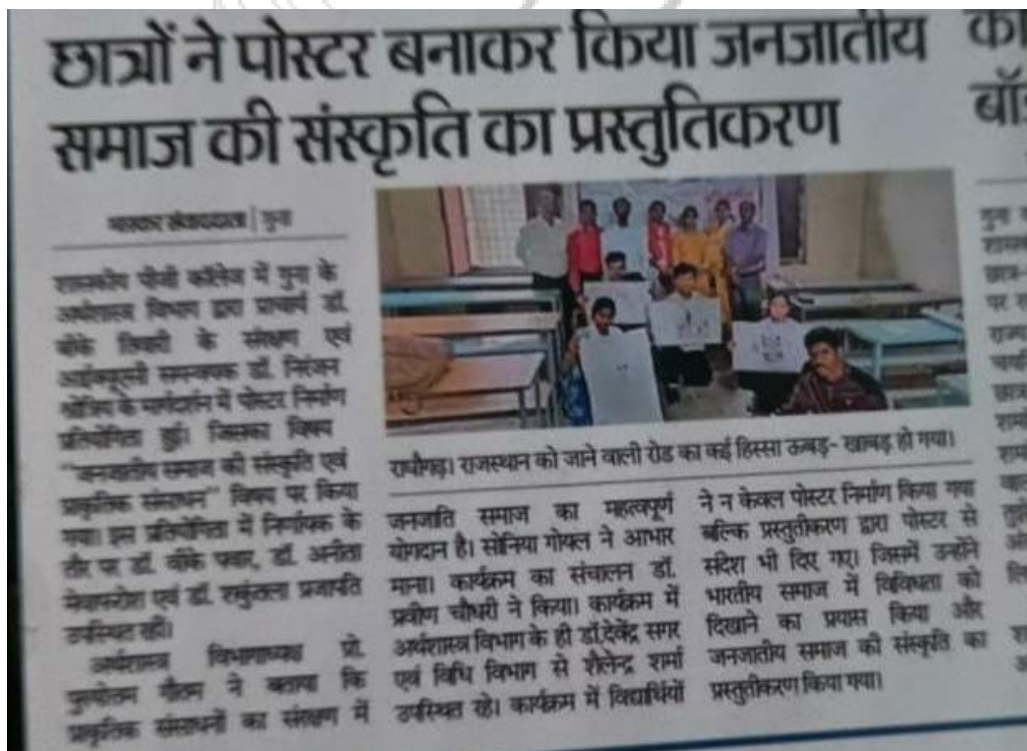 छात्रों ने पोस्टर बनाकर किया जनजातीय
समाज की संस्कृति का प्रस्तुतिकरण
भास्कर संवाददाता | गुना
शासकीय पीजी कॉलेज में गुना के
अर्थशास्त्र विभाग द्वारा प्राचार्य डॉ.
बीके तिवारी के संरक्षण एवं
आईक्यूएसी समन्वयक डॉ. निरंजन
श्रोत्रिय के मार्गदर्शन में पोस्टर निर्माण
प्रतियोगिता हुई। जिसका विषय
"जनजातीय समाज की संस्कृति एवं
प्राकृतिक संसाधन" विषय पर किया
गया। इस प्रतियोगिता में निर्णायक के
तौर पर डॉ. वीके पवार, डॉ. अनीता
एवं डॉ. शकुंतला प्रजापति
उपस्थित रहीं।
अर्थशास्त्र विभागाध्यक्ष प्रो.
पुरुषोत्तम गौतम ने बताया कि
प्राकृतिक संसाधनों का संरक्षण में
राघौगढ़। राजस्थान को जाने वाली रोड का कई हिस्सा ऊबड़- खाबड़ हो गया।
जनजाति समाज का महत्वपूर्ण
योगदान है। सोनिया गोयल ने आभार
माना। कार्यक्रम का संचालन डॉ.
प्रवीण चौधरी ने किया। कार्यक्रम में
अर्थशास्त्र विभाग के ही डॉ.देवेंद्र सगर
एवं विधि विभाग से शैलेन्द्र शर्मा
उपस्थित रहे। कार्यक्रम में विद्यार्थियों
ने न केवल पोस्टर निर्माण किया गया
बल्कि प्रस्तुतीकरण द्वारा पोस्टर से
संदेश भी दिए गए। जिसमें उन्होंने
भारतीय समाज में विविधता को
दिखाने का प्रयास किया और
जनजातीय समाज की संस्कृति का
प्रस्तुतीकरण किया गया।